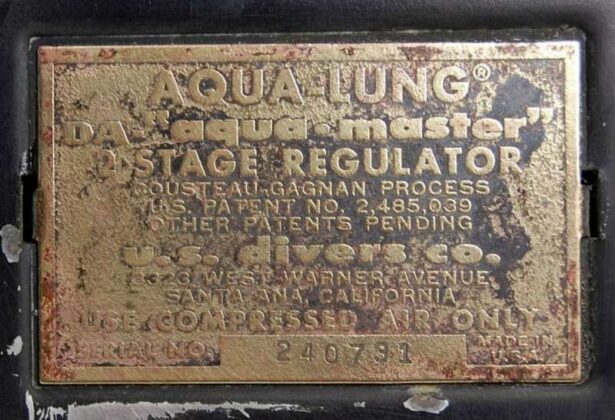 AQUA-LUNG®
DA-"aqua·master"
2 STAGE REGULATOR
COUSTEAU-GAGNAN PROCESS
U.S. PATENT NO. 2,485,039
OTHER PATENTS PENDING
u.s. divers co.
3323 WEST WARNER AVENUE
SANTA ANA, CALIFORNIA
USE COMPRESSED AIR ONLY
SERIAL NO. 240791 MADE IN
U.S.A.